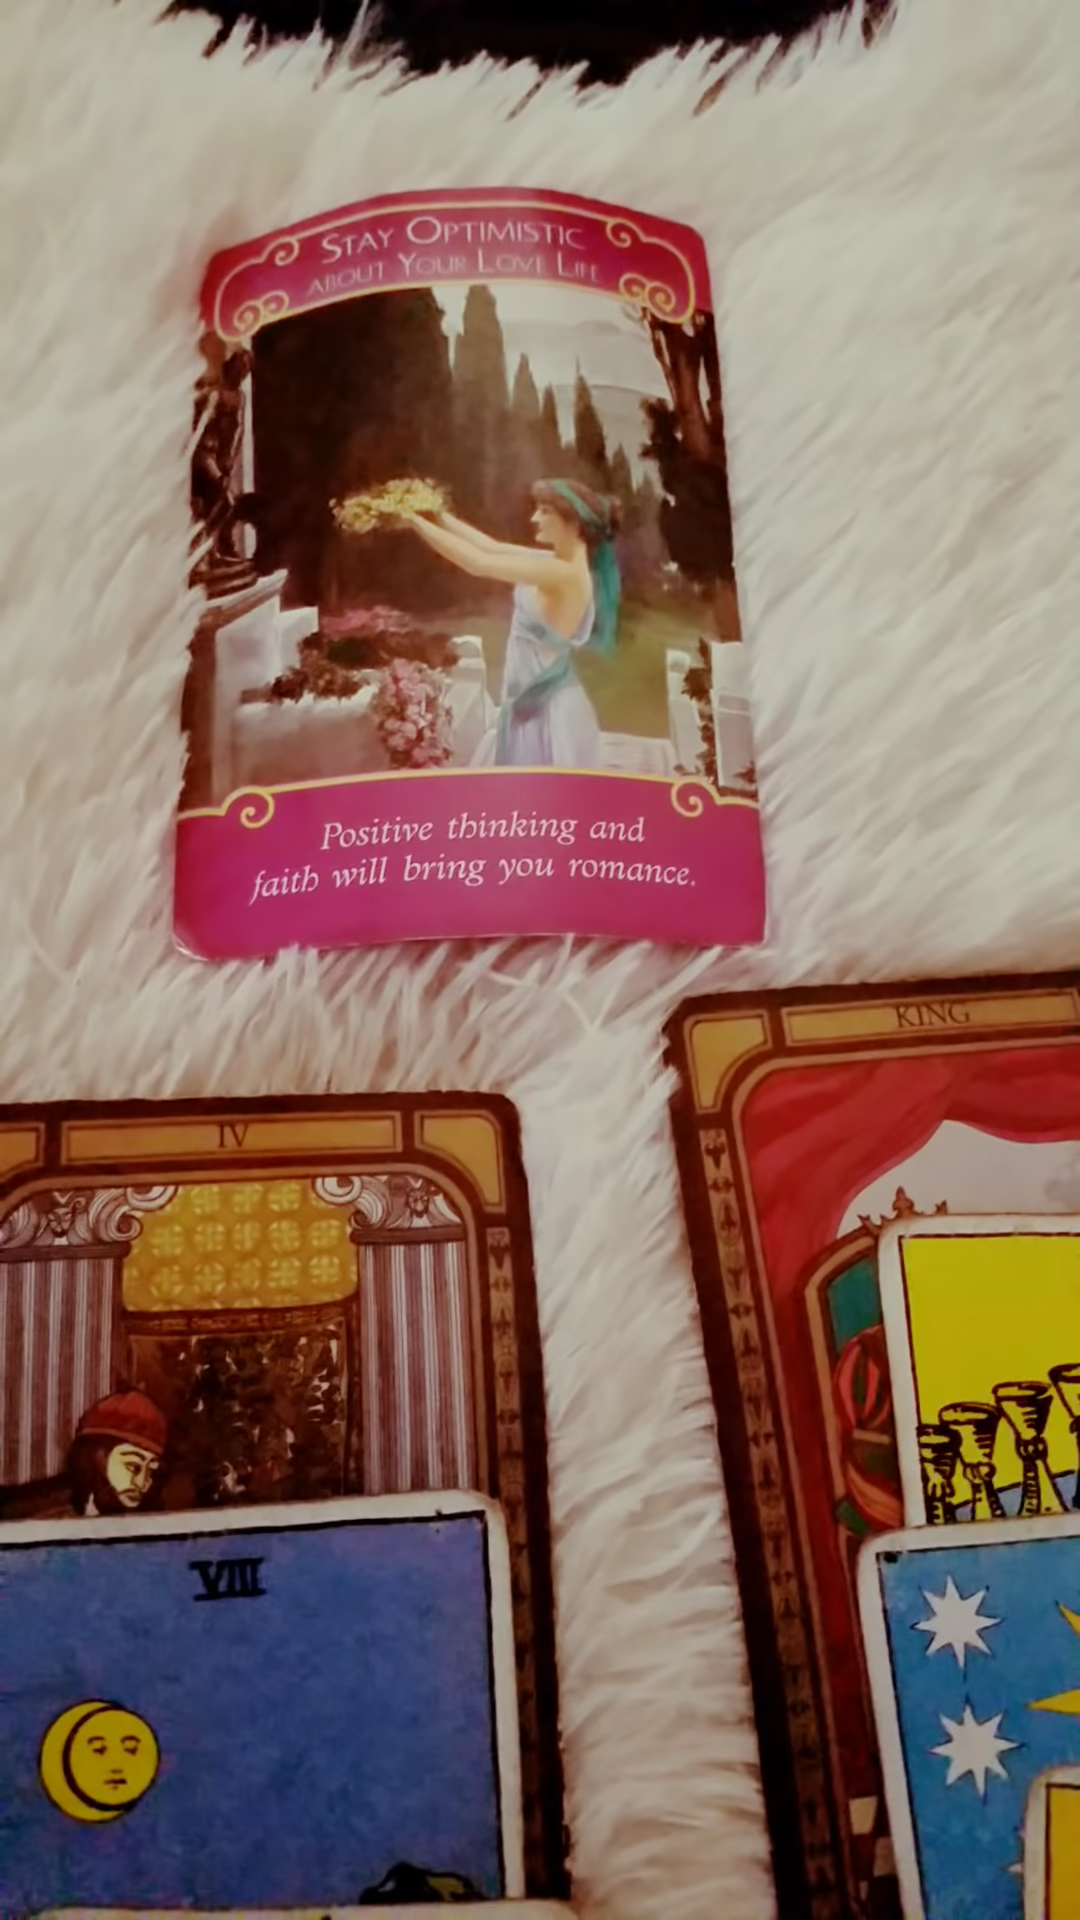 STAY OPTIMISTIC
ABOUT YOUR LOVE LIFE
Positive thinking and
faith will bring you romance.
KING
IV
VIII